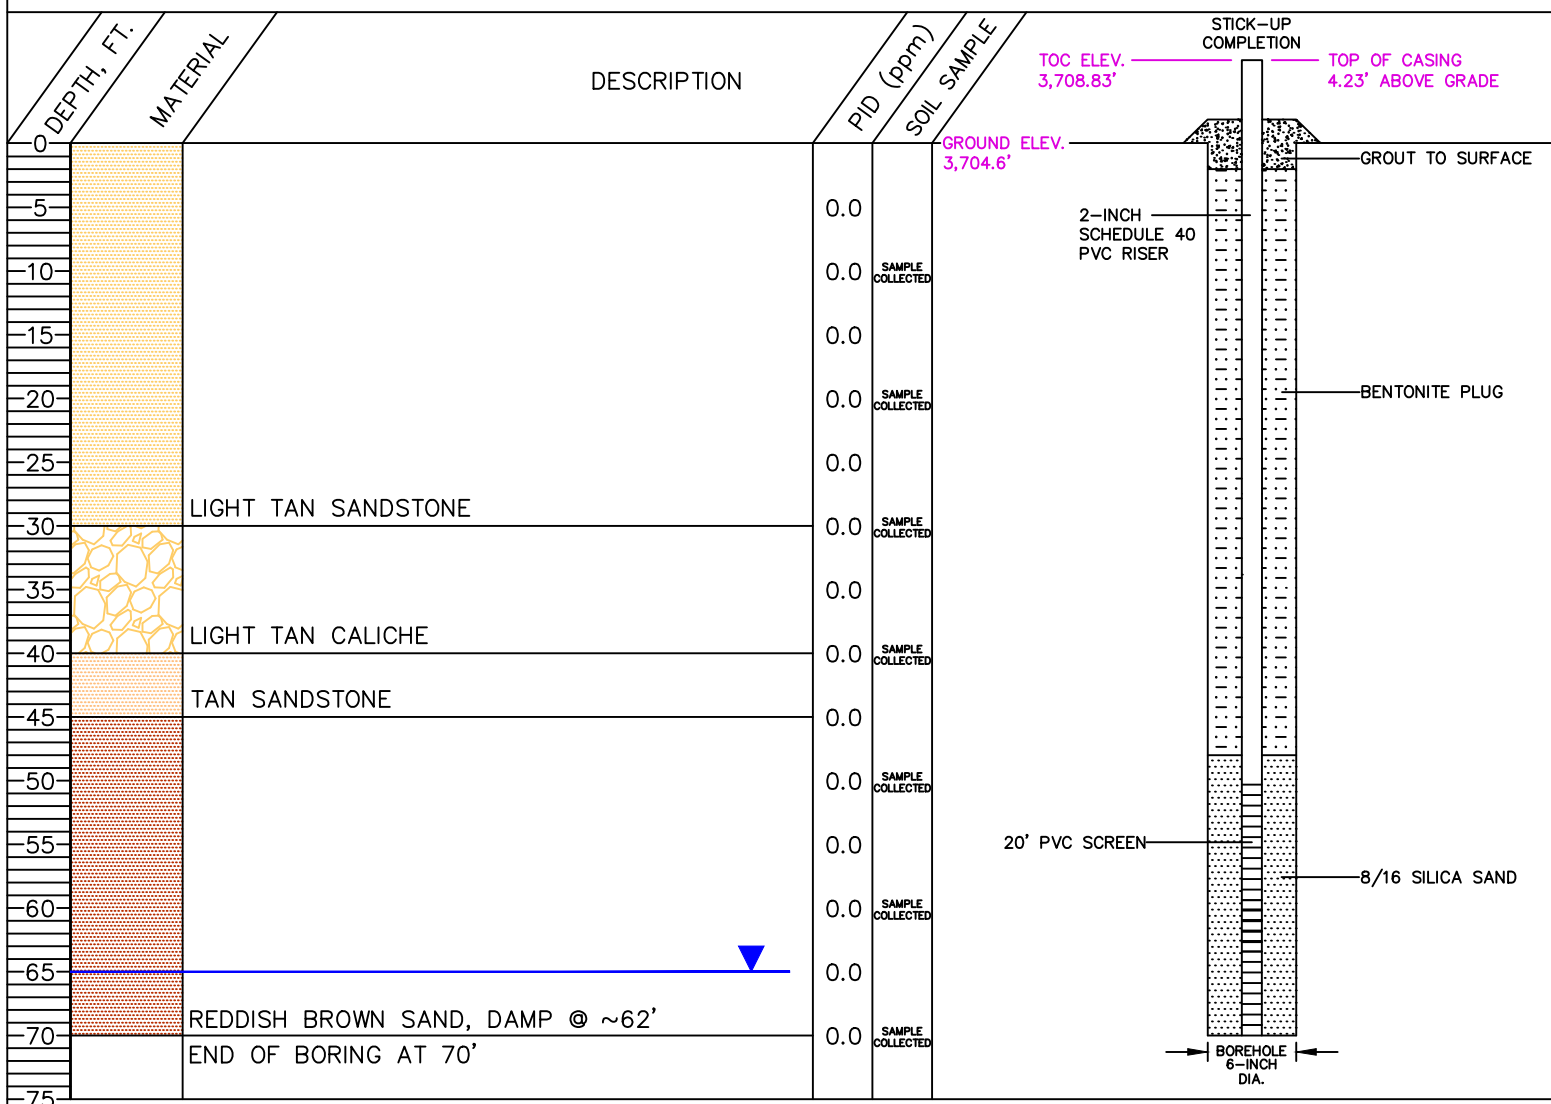 DEPTH, FT.
MATERIAL
DESCRIPTION
PID (ppm)
SOIL SAMPLE
STICK-UP
COMPLETION
TOC ELEV.
3,708.83'
TOP OF CASING
4.23' ABOVE GRADE
GROUND ELEV.
3,704.6'
GROUT TO SURFACE
2-INCH
SCHEDULE 40
PVC RISER
BENTONITE PLUG
20' PVC SCREEN
8/16 SILICA SAND
BOREHOLE
6-INCH
DIA.
0
5 0.0
10 0.0 SAMPLE
COLLECTED
15 0.0
20 0.0 SAMPLE
COLLECTED
25 0.0
LIGHT TAN SANDSTONE
30 0.0 SAMPLE
COLLECTED
35 0.0
LIGHT TAN CALICHE
40 0.0 SAMPLE
COLLECTED
TAN SANDSTONE
45 0.0
50 0.0 SAMPLE
COLLECTED
55 0.0
60 0.0 SAMPLE
COLLECTED
65 0.0
REDDISH BROWN SAND, DAMP @ ~62'
70 0.0 SAMPLE
COLLECTED
END OF BORING AT 70'
75